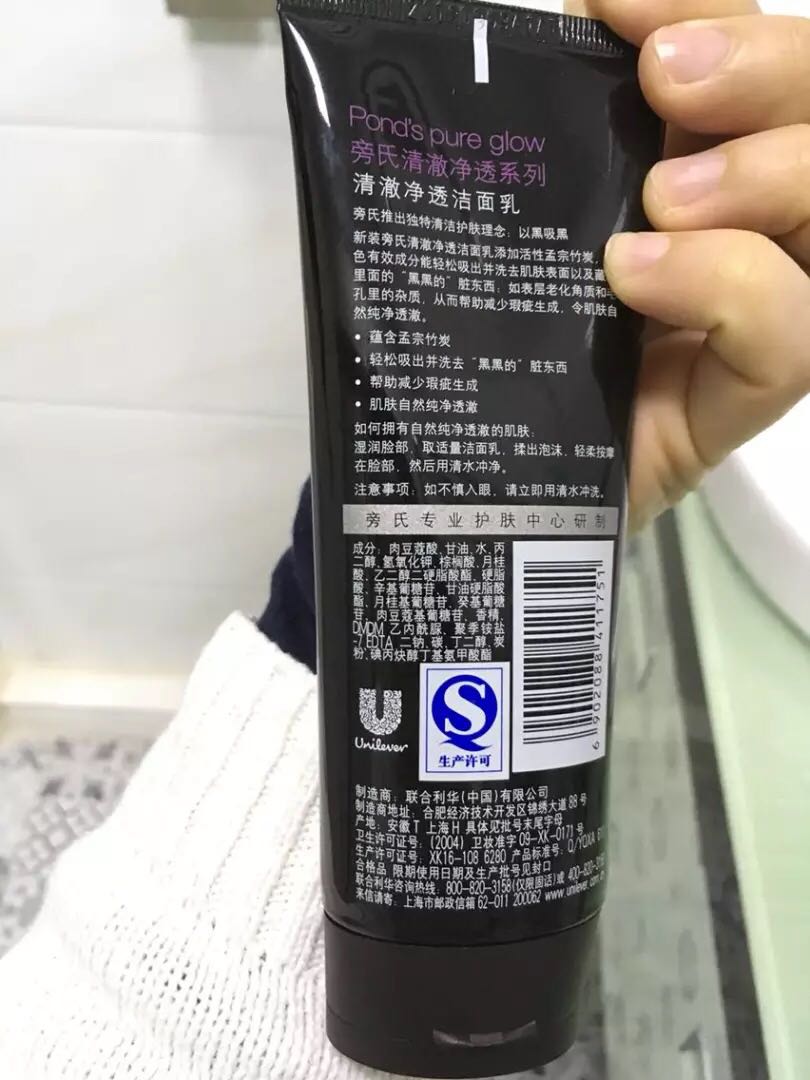 Pond's pure glow
旁氏清澈净透系列
清澈净透洁面乳
旁氏推出独特清洁护肤理念：以黑吸黑
新装旁氏清澈净透洁面乳添加活性孟宗竹炭，
色有效成分能轻松吸出并洗去肌肤表面以及藏
里面的“黑黑的”脏东西：如表层老化角质和毛
孔里的杂质，从而帮助减少瑕疵生成，令肌肤自
然纯净透澈。
• 蕴含孟宗竹炭
• 轻松吸出并洗去“黑黑的”脏东西
• 帮助减少瑕疵生成
• 肌肤自然纯净透澈
如何拥有自然纯净透澈的肌肤：
湿润脸部，取适量洁面乳，揉出泡沫，轻柔按摩
在脸部，然后用清水冲净。
注意事项：如不慎入眼，请立即用清水冲洗。
旁氏专业护肤中心研制
成分：肉豆蔻酸、甘油、水、丙
二醇、氢氧化钾、棕榈酸、月桂
酸、乙二醇二硬脂酸酯、硬脂
酸、辛基葡糖苷、甘油硬脂酸
酯、月桂基葡糖苷、癸基葡糖
苷、肉豆蔻基葡糖苷、香精、
DMDM 乙内酰脲、聚季铵盐
-7、EDTA 二钠、碳、丁二醇、炭
粉、碘丙炔醇丁基氨甲酸酯
6 902088 411751
Unilever
生产许可
制造商：联合利华(中国)有限公司
制造商地址：合肥经济技术开发区锦绣大道 88 号
产地：安徽T 上海H 具体见批号末尾字母
卫生许可证号：(2004) 卫妆准字 09-XK-0171 号
生产许可证号：XK16-108 6280 产品标准号：Q/YQXA
合格品 限期使用日期及生产批号见封口
联合利华咨询热线：800-820-3158(仅限固话)或 400-820-3158
来信请寄：上海市邮政信箱 62-011 200062 www.unilever.com.cn